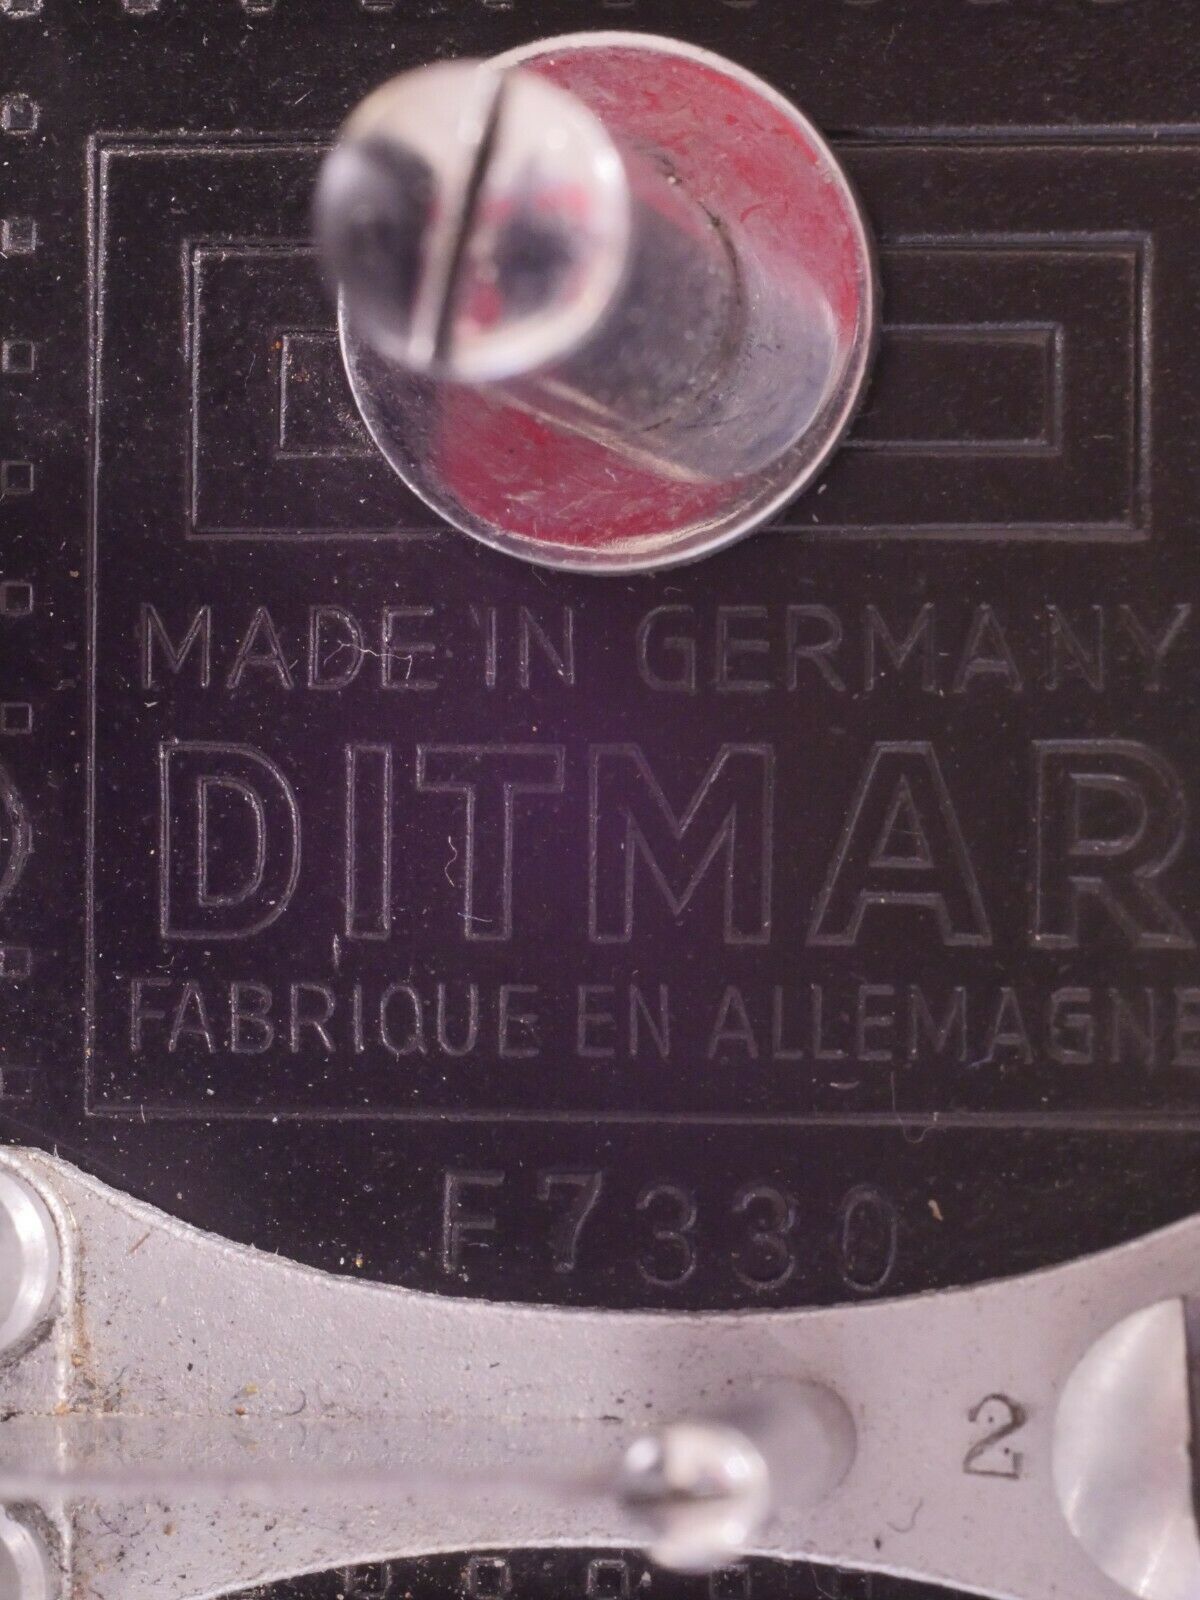 MADE IN GERMANY
DITMAR
FABRIQUE EN ALLEMAGNE
F7330
2